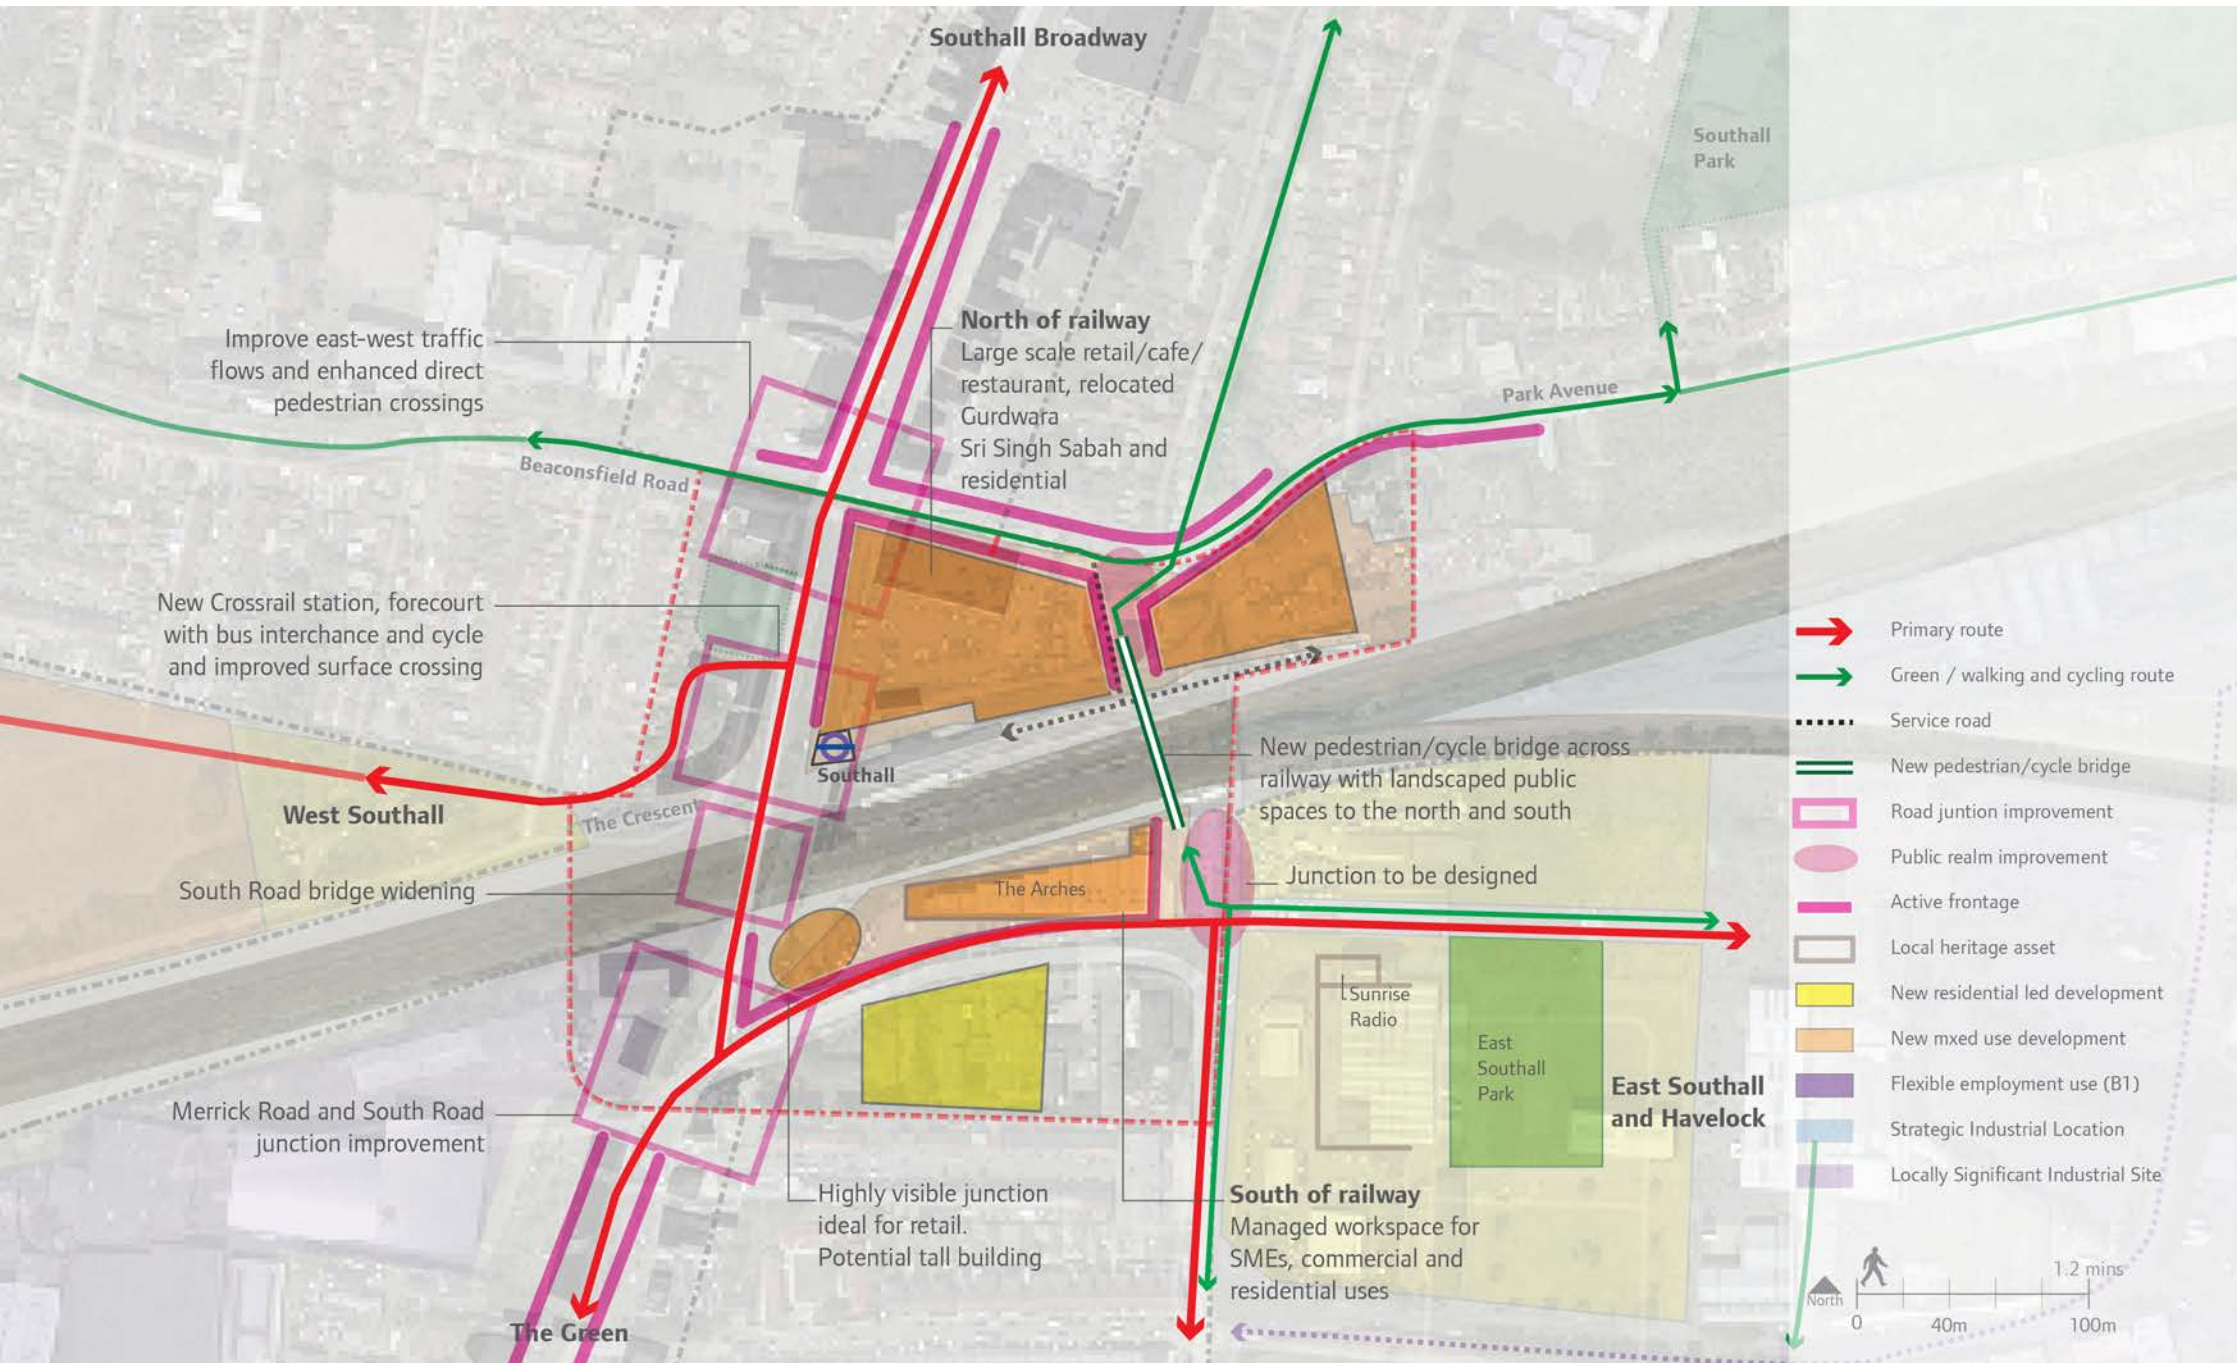 Southall Broadway
Southall
Park
Improve east-west traffic
flows and enhanced direct
pedestrian crossings
North of railway
Large scale retail/cafe/
restaurant, relocated
Gurdwara
Sri Singh Sabah and
residential
Park Avenue
Beaconsfield Road
New Crossrail station, forecourt
with bus interchange and cycle
and improved surface crossing
West Southall
The Crescent
Southall
New pedestrian/cycle bridge across
railway with landscaped public
spaces to the north and south
South Road bridge widening
The Arches
Junction to be designed
Sunrise
Radio
East
Southall
Park
East Southall
and Havelock
Merrick Road and South Road
junction improvement
Highly visible junction
ideal for retail.
Potential tall building
South of railway
Managed workspace for
SMEs, commercial and
residential uses
The Green
Primary route
Green / walking and cycling route
Service road
New pedestrian/cycle bridge
Road juntion improvement
Public realm improvement
Active frontage
Local heritage asset
New residential led development
New mxed use development
Flexible employment use (B1)
Strategic Industrial Location
Locally Significant Industrial Site
1.2 mins
North
0 40m 100m